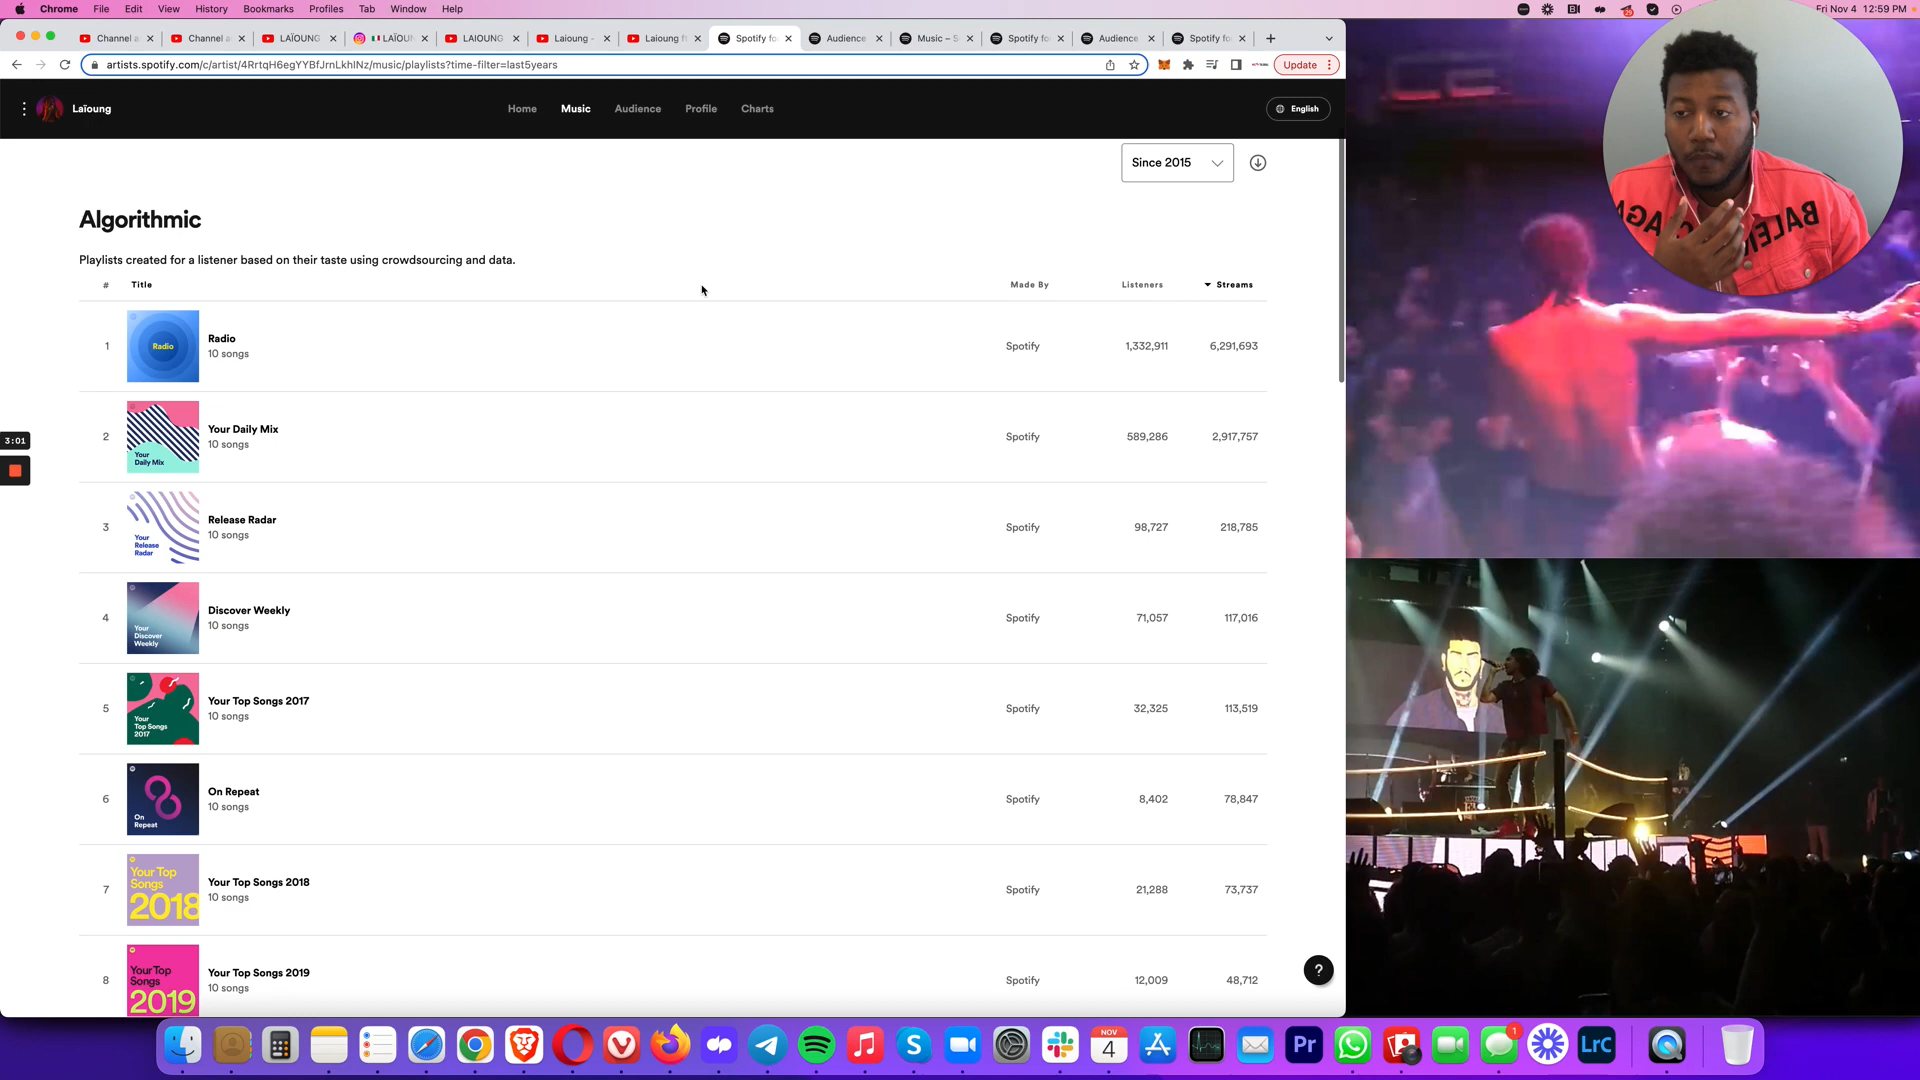 Chrome File Edit View History Bookmarks Profiles Tab Window Help
Fri Nov 4 12:59 PM
Channel a
Channel a
LAÏOUNG
LAÏOU
LAIOUNG
Laioung -
Laioung f
Spotify fo
Audience
Music – S
Spotify fo
Audience
Spotify fo
artists.spotify.com/c/artist/4RrtqH6egYYBfJrnLkhINz/music/playlists?time-filter=last5years
Update
Laïoung
Home Music Audience Profile Charts
English
Since 2015
Algorithmic
Playlists created for a listener based on their taste using crowdsourcing and data.
# Title Made By Listeners Streams
1 Radio Radio Spotify 1,332,911 6,291,693
10 songs
2 Your Daily Mix Spotify 589,286 2,917,757
10 songs
Your
Daily Mix
3 Release Radar Spotify 98,727 218,785
10 songs
Your
Release
Radar
4 Discover Weekly Spotify 71,057 117,016
10 songs
Your
Discover
Weekly
5 Your Top Songs 2017 Spotify 32,325 113,519
10 songs
Your
Top Songs
2017
6 On Repeat Spotify 8,402 78,847
10 songs
On
Repeat
7 Your Top Songs 2018 Spotify 21,288 73,737
10 songs
Your Top
Songs
2018
8 Your Top Songs 2019 Spotify 12,009 48,712
10 songs
Your Top
Songs
2019
3:01
?
NOV
4
Pr
1
LrC